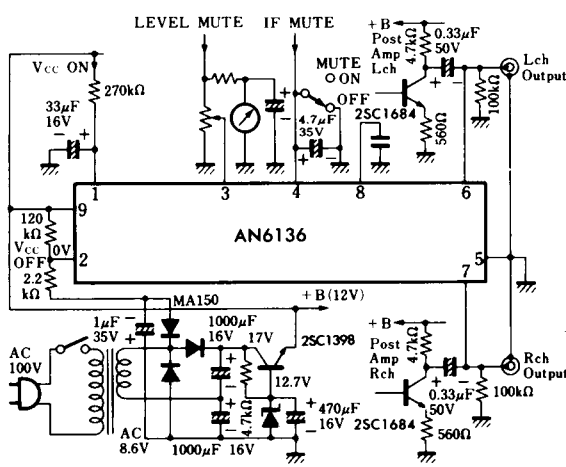 LEVEL MUTE
IF MUTE
+B
Post
Amp
Lch
4.7kΩ
0.33μF
50V
+
−
Lch
Output
100kΩ
VCC ON
270kΩ
MUTE
ON
OFF
2SC1684
560Ω
33μF
16V
−
+
−
+
4.7μF
35V
+
−
1
3
4
8
6
9
AN6136
120
kΩ
VCC
OFF
0V
2
5
7
2.2
kΩ
MA150
+B (12V)
1μF
35V
−
+
1000μF
16V
17V
2SC1398
+B
Post
Amp
Rch
4.7kΩ
Rch
Output
AC
100V
+
−
12.7V
+
−
0.33μF
50V
100kΩ
+
−
4.7kΩ
+
−
470μF
16V
2SC1684
560Ω
AC
8.6V
1000μF
16V